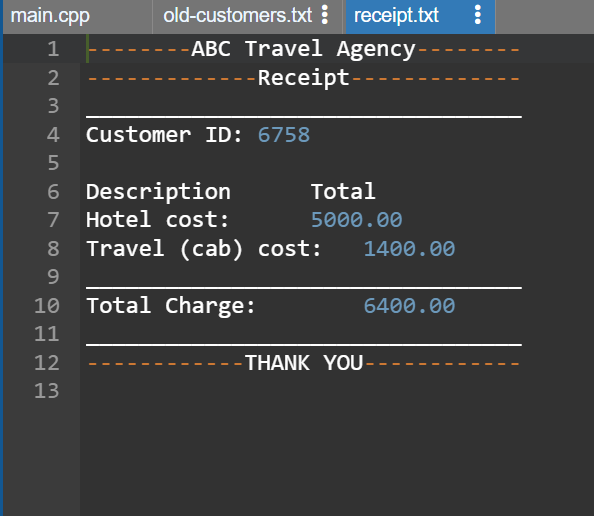 main.cpp old-customers.txt receipt.txt
1 --------ABC Travel Agency--------
2 -------------Receipt-------------
3 _________________________________
4 Customer ID: 6758
5
6 Description      Total
7 Hotel cost:      5000.00
8 Travel (cab) cost:   1400.00
9 _________________________________
10 Total Charge:        6400.00
11 _________________________________
12 ------------THANK YOU------------
13